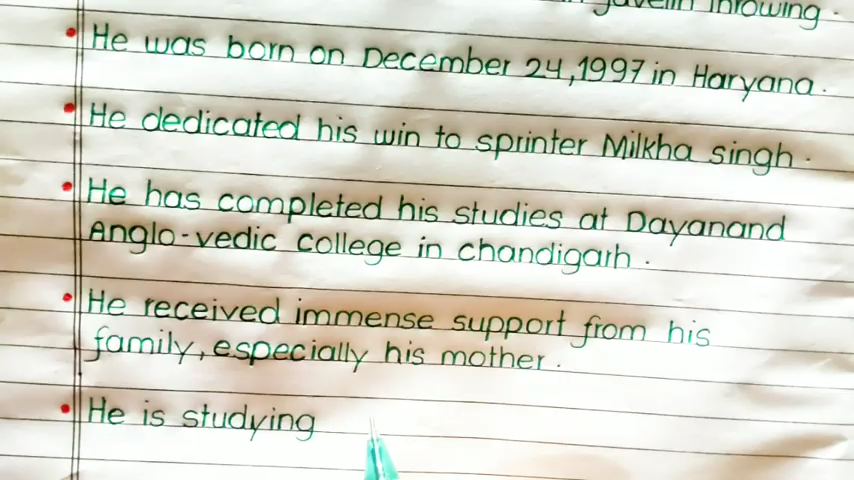 javelin throwing.
He was born on December 24,1997 in Haryana.
He dedicated his win to sprinter Milkha singh.
He has completed his studies at Dayanand
Anglo-vedic college in chandigarh.
He received immense support from his
family, especially his mother.
He is studying